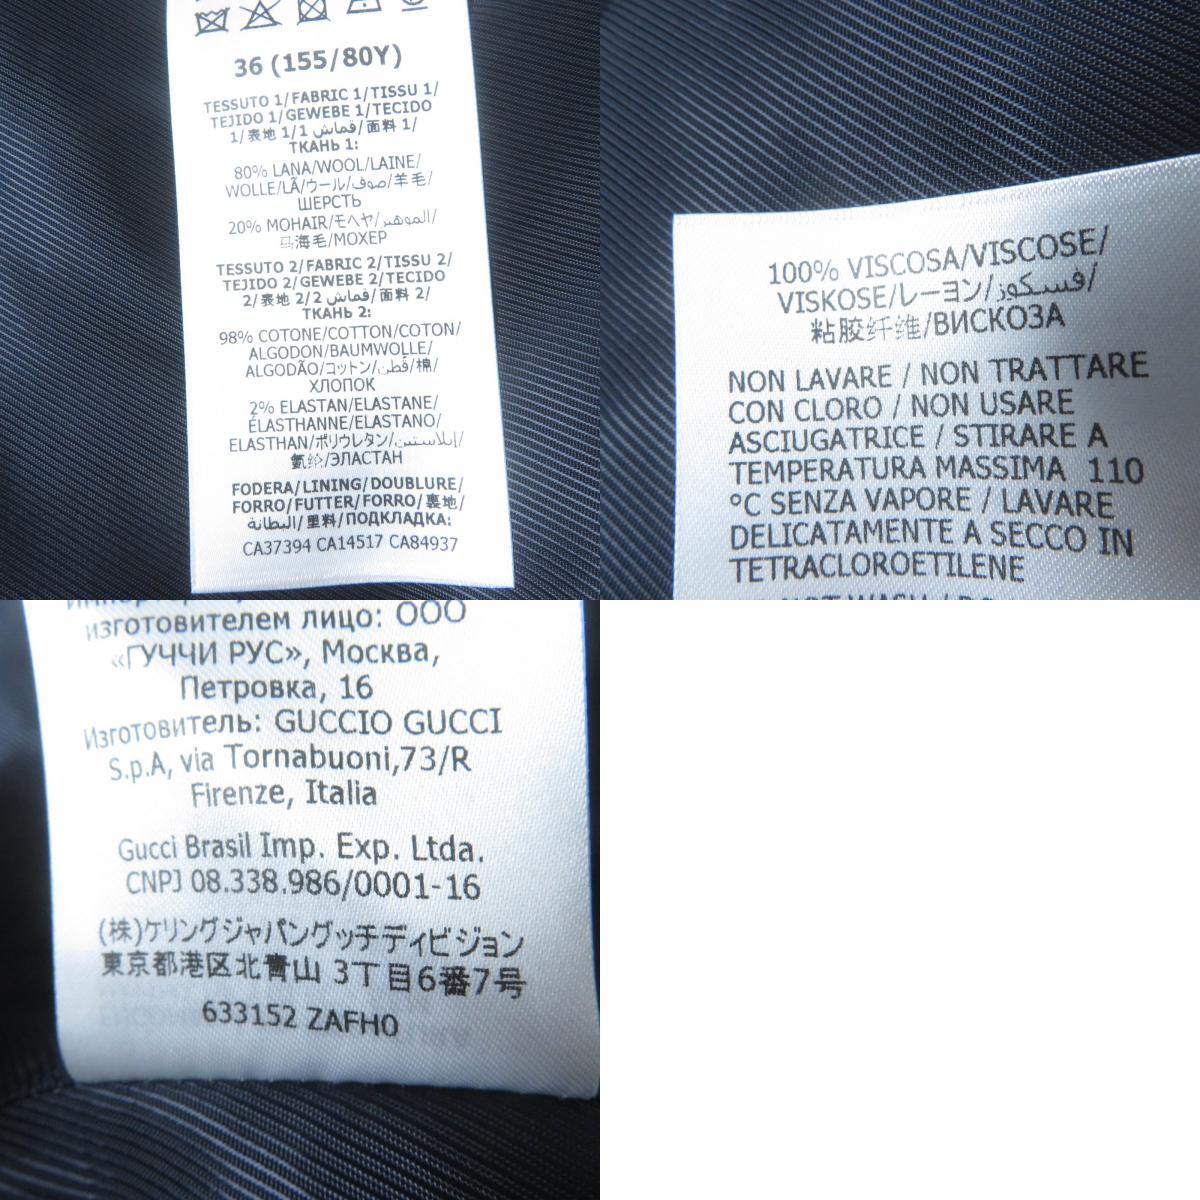 36 (155/80Y)
TESSUTO 1/FABRIC 1/TISSU 1/
TEJIDO 1/GEWEBE 1/TECIDO
1/表地 1/قماش 1/面料 1/
ТКАНЬ 1:
80% LANA/WOOL/LAINE/
WOLLE/LÃ/ウール/صوف/羊毛/
ШЕРСТЬ
20% MOHAIR/モヘヤ/الموهير/
马海毛/МОХЕР
TESSUTO 2/FABRIC 2/TISSU 2/
TEJIDO 2/GEWEBE 2/TECIDO
2/表地 2/قماش 2/面料 2/
ТКАНЬ 2:
98% COTONE/COTTON/COTON/
ALGODON/BAUMWOLLE/
ALGODÃO/コットン/قطن/棉/
ХЛОПОК
2% ELASTAN/ELASTANE/
ÉLASTHANNE/ELASTANO/
ELASTHAN/ポリウレタン/إيلاستين/
氨纶/ЭЛАСТАН
FODERA/LINING/DOUBLURE/
FORRO/FUTTER/FORRO/裏地/
البطانة/里料/ПОДКЛАДКА:
CA37394 CA14517 CA84937
100% VISCOSA/VISCOSE/
VISKOSE/レーヨン/فسكوز/
粘胶纤维/ВИСКОЗА
NON LAVARE / NON TRATTARE
CON CLORO / NON USARE
ASCIUGATRICE / STIRARE A
TEMPERATURA MASSIMA 110
°C SENZA VAPORE / LAVARE
DELICATAMENTE A SECCO IN
TETRACLOROETILENE
изготовителем лицо: ООО
«ГУЧЧИ РУС», Москва,
Петровка, 16
Изготовитель: GUCCIO GUCCI
S.p.A, via Tornabuoni,73/R
Firenze, Italia
Gucci Brasil Imp. Exp. Ltda.
CNPJ 08.338.986/0001-16
(株)ケリングジャパングッチディビジョン
東京都港区北青山 3丁目6番7号
633152 ZAFH0